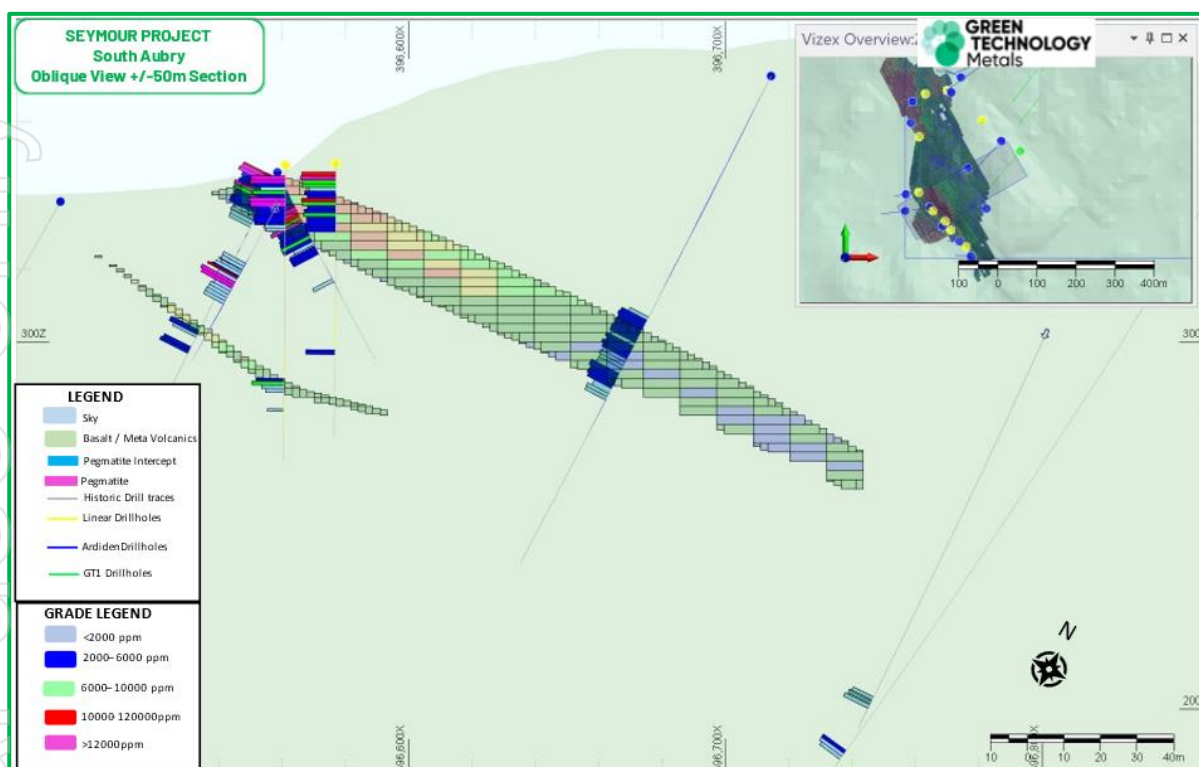 SEYMOUR PROJECT
South Aubry
Oblique View +/-50m Section
396,600X
396,700X
Vizex Overview:
GREEN
TECHNOLOGY
Metals
100 0 100 200 300 400m
300Z
300
LEGEND
Sky
Basalt / Meta Volcanics
Pegmatite Intercept
Pegmatite
Historic Drill traces
Linear Drillholes
ArdidenDrillholes
GT1 Drillholes
GRADE LEGEND
<2000 ppm
2000-6000 ppm
6000-10000 ppm
10000-120000ppm
>12000ppm
N
200
10 0 10 20 30 40m
96,600X
396,700X